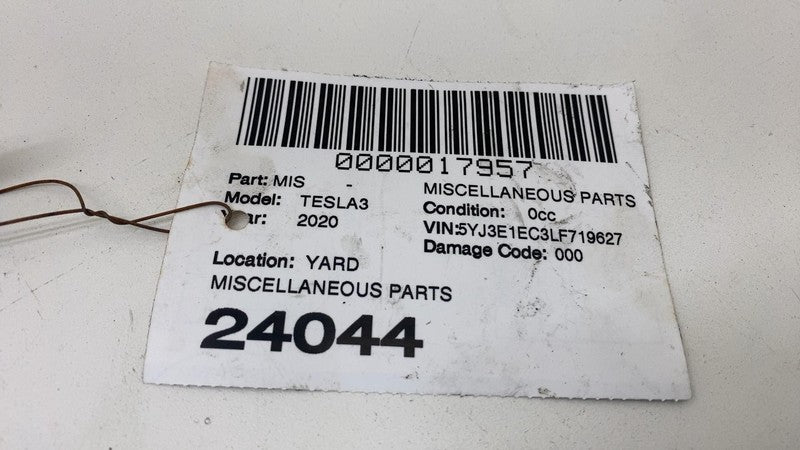 0000017957
Part: MIS -
MISCELLANEOUS PARTS
Model: TESLA3
Condition: 0cc
ar: 2020
VIN:5YJ3E1EC3LF719627
Damage Code: 000
Location: YARD
MISCELLANEOUS PARTS
24044